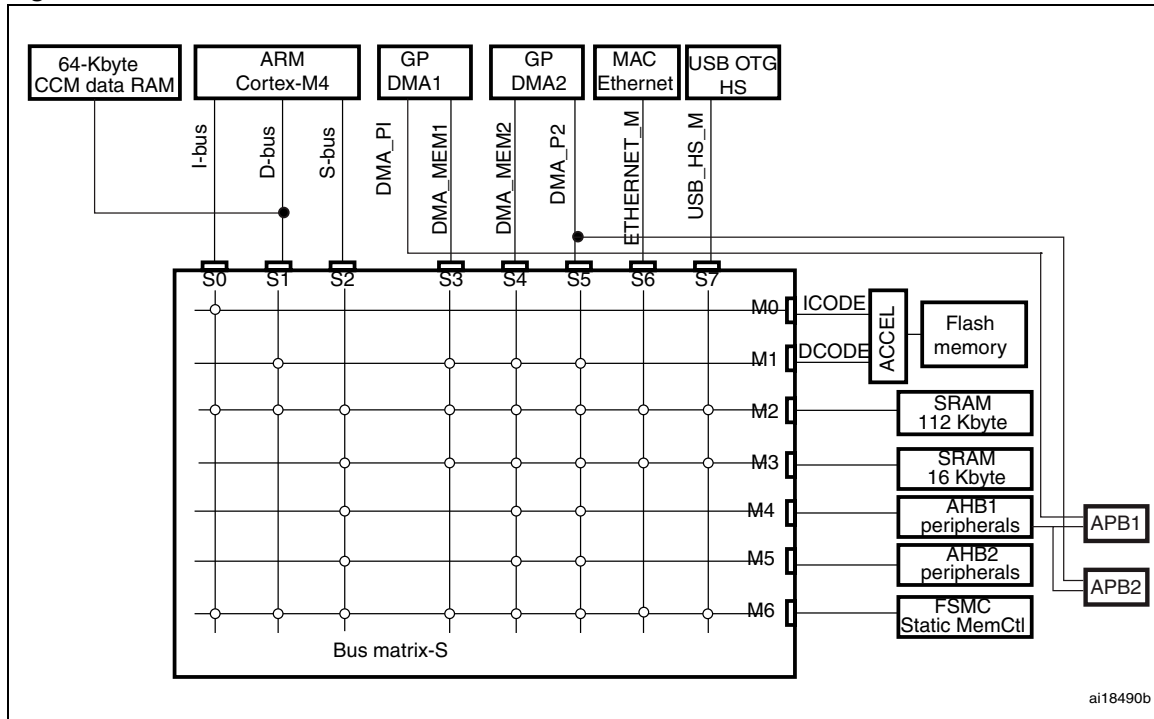 64-Kbyte
CCM data RAM
ARM
Cortex-M4
GP
DMA1
GP
DMA2
MAC
Ethernet
USB OTG
HS
I-bus
D-bus
S-bus
DMA_PI
DMA_MEM1
DMA_MEM2
DMA_P2
ETHERNET_M
USB_HS_M
S0
S1
S2
S3
S4
S5
S6
S7
M0
ICODE
ACCEL
Flash
memory
M1
DCODE
M2
SRAM
112 Kbyte
M3
SRAM
16 Kbyte
M4
AHB1
peripherals
APB1
M5
AHB2
peripherals
APB2
M6
FSMC
Static MemCtl
Bus matrix-S
ai18490b